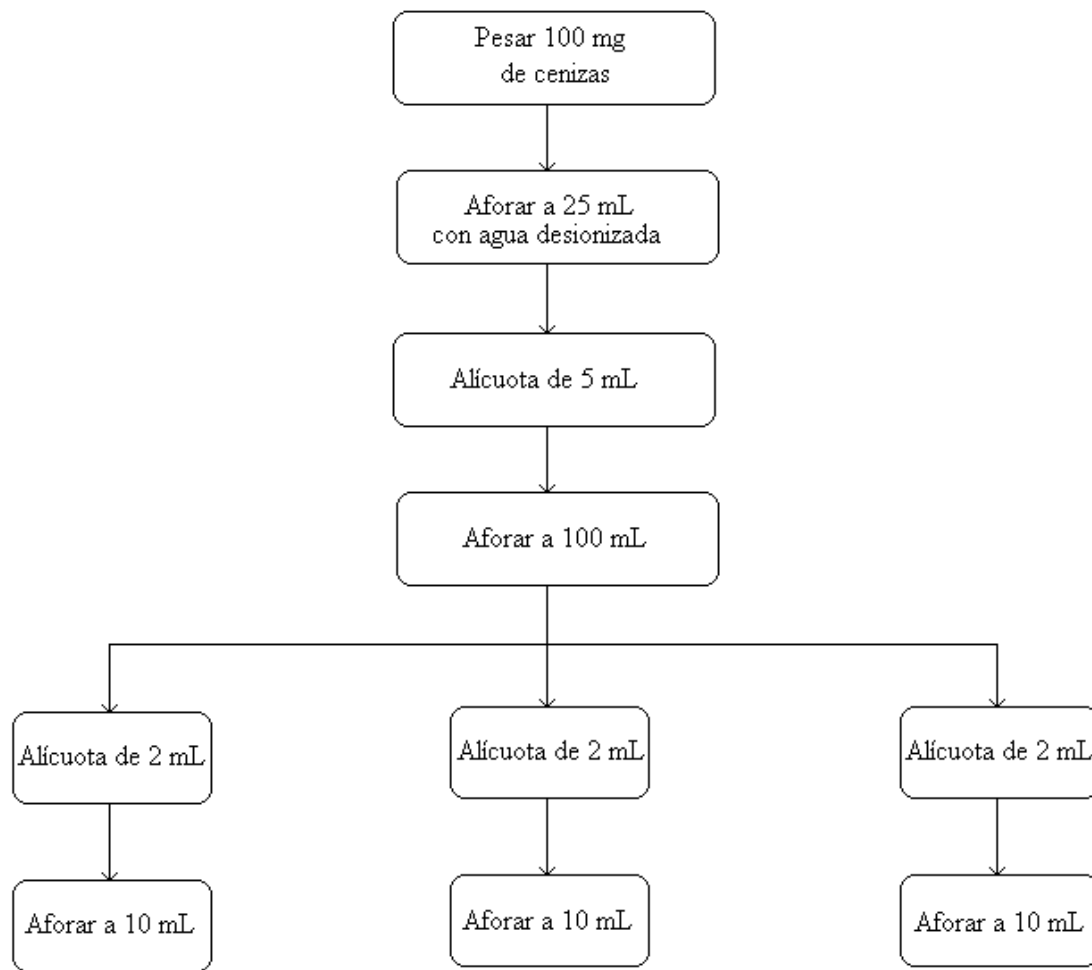 Pesar 100 mg
de cenizas
Aforar a 25 mL
con agua desionizada
Alícuota de 5 mL
Aforar a 100 mL
Alícuota de 2 mL
Alícuota de 2 mL
Alícuota de 2 mL
Aforar a 10 mL
Aforar a 10 mL
Aforar a 10 mL